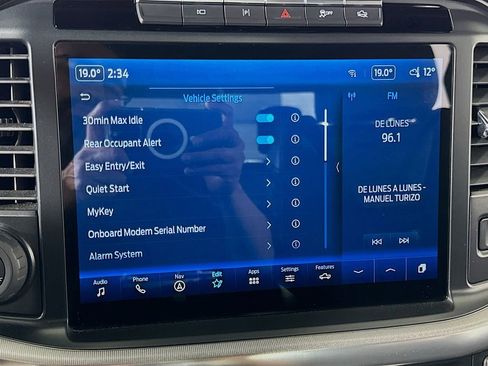 OFF
19.0° 2:34 19.0° 12°
Vehicle Settings
FM
30min Max Idle
Rear Occupant Alert
Easy Entry/Exit
Quiet Start
MyKey
Onboard Modem Serial Number
Alarm System
DE LUNES
96.1
DE LUNES A LUNES -
MANUEL TURIZO
Audio Phone Nav Edit Apps Settings Features